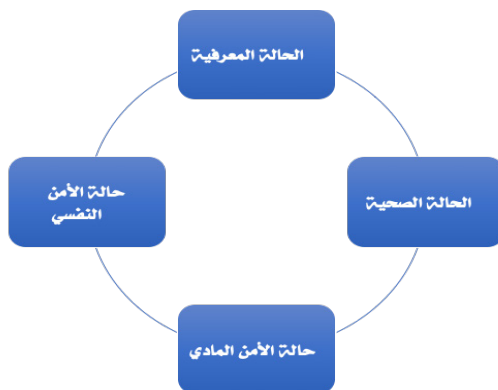 الحالة المعرفية
الحالة الصحية
حالة الأمن المادي
حالة الأمن
النفسي